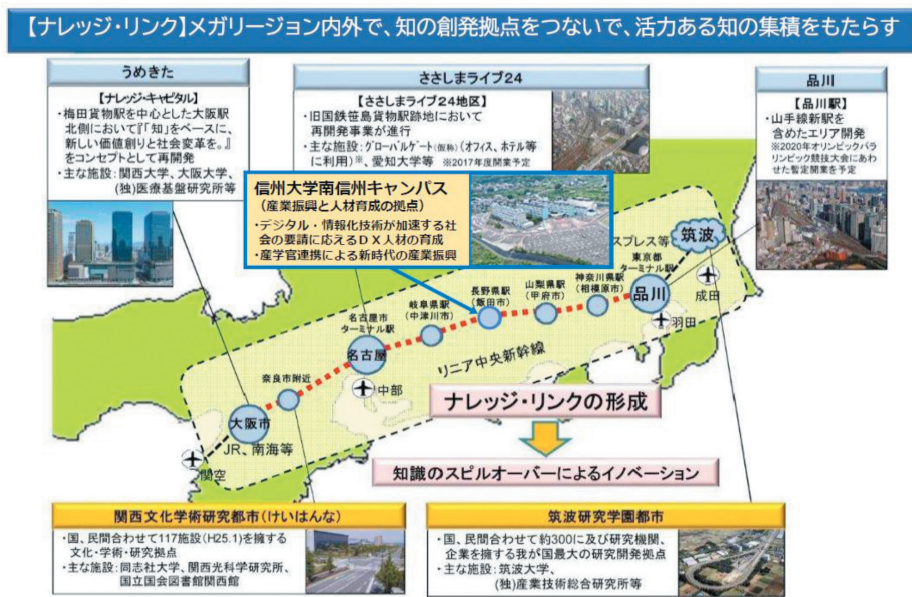 【ナレッジ・リンク】メガリージョン内外で、知の創発拠点をつないで、活力ある知の集積をもたらす
うめきた
【ナレッジ・キャピタル】
・梅田貨物駅を中心とした大阪駅
北側において『「知」をベースに、
新しい価値創りと社会変革を。』
をコンセプトとして再開発
・主な施設：関西大学、大阪大学、
(独)医療基盤研究所等
ささしまライブ24
【ささしまライブ24地区】
・旧国鉄笹島貨物駅跡地において
再開発事業が進行
・主な施設：グローバルゲート(仮称)(オフィス、ホテル等
に利用)※、愛知大学等 ※2017年度開業予定
品川
【品川駅】
・山手線新駅を
含めたエリア開発
※2020年オリンピックパラ
リンピック競技大会にあわ
せた暫定開業を予定
信州大学南信州キャンパス
(産業振興と人材育成の拠点)
・デジタル・情報化技術が加速する社
会の要請に応えるDX人材の育成
・産学官連携による新時代の産業振興
スプレス等
筑波
東京都
ターミナル駅
品川
成田
羽田
神奈川県駅
(相模原市)
山梨県駅
(甲府市)
長野県駅
(飯田市)
岐阜県駅
(中津川市)
名古屋市
ターミナル駅
名古屋
中部
リニア中央新幹線
奈良市附近
大阪市
JR、南海等
関空
ナレッジ・リンクの形成
知識のスピルオーバーによるイノベーション
関西文化学術研究都市(けいはんな)
・国、民間合わせて117施設(H25.1)を擁する
文化・学術・研究拠点
・主な施設：同志社大学、関西光科学研究所、
国立国会図書館関西館
筑波研究学園都市
・国、民間合わせて約300に及び研究機関、
企業を擁する我が国最大の研究開発拠点
・主な施設：筑波大学、
(独)産業技術総合研究所等